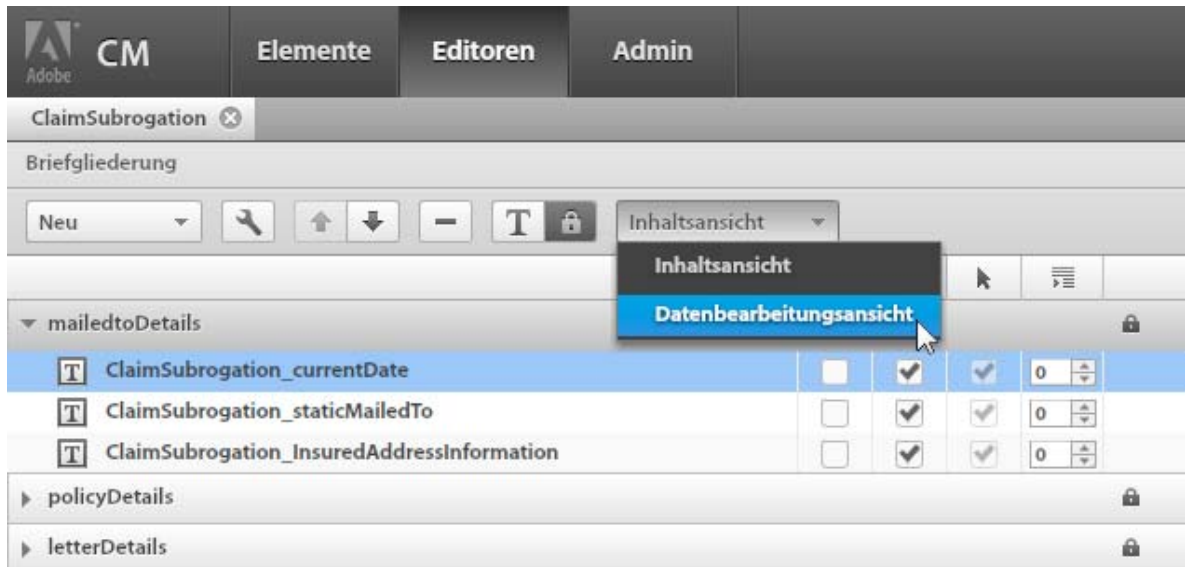 Adobe CM Elemente Editoren Admin
ClaimSubrogation
Briefgliederung
Neu T Inhaltsansicht
Inhaltsansicht
Datenbearbeitungsansicht
mailedtoDetails
T ClaimSubrogation_currentDate 0
T ClaimSubrogation_staticMailedTo 0
T ClaimSubrogation_InsuredAddressInformation 0
policyDetails
letterDetails